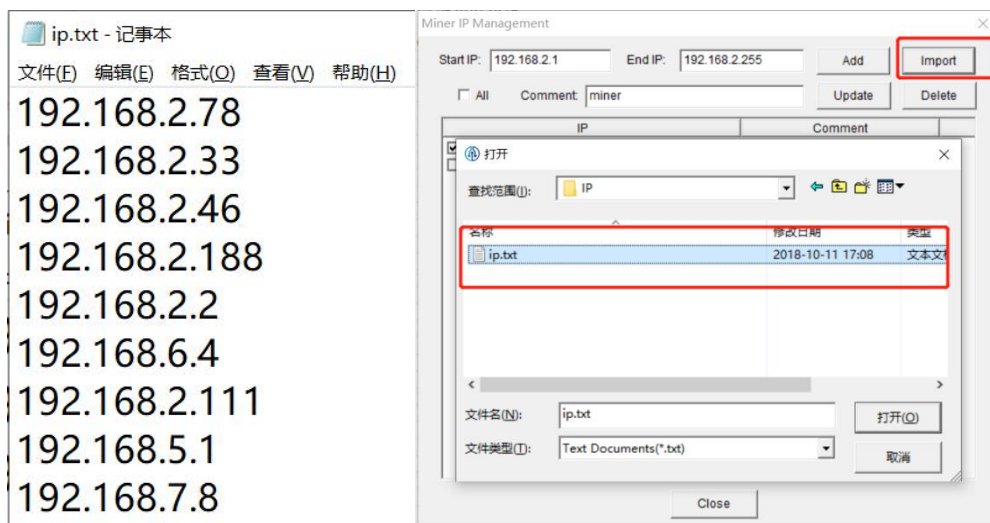 ip.txt - 记事本
文件(F) 编辑(E) 格式(O) 查看(V) 帮助(H)
192.168.2.78
192.168.2.33
192.168.2.46
192.168.2.188
192.168.2.2
192.168.6.4
192.168.2.111
192.168.5.1
192.168.7.8
Miner IP Management
Start IP: 192.168.2.1 End IP: 192.168.2.255 Add Import
All Comment: miner Update Delete
IP Comment
打开
查找范围(I): IP
名称 修改日期 类型
ip.txt 2018-10-11 17:08 文本文
文件名(N): ip.txt 打开(O)
文件类型(T): Text Documents(*.txt) 取消
Close